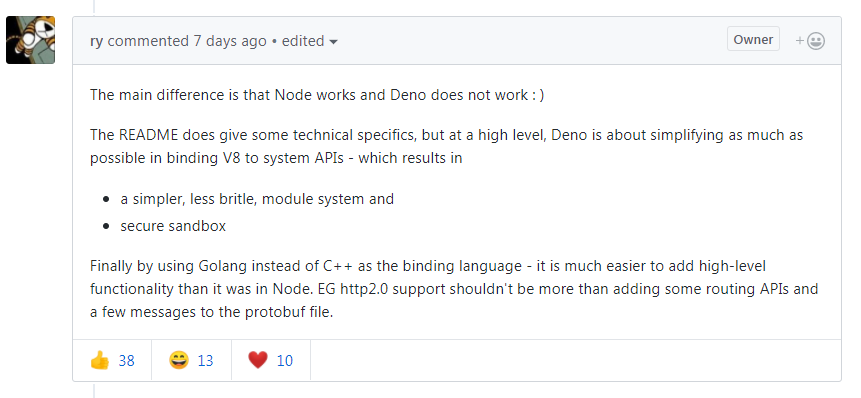 ry commented 7 days ago • edited
Owner
The main difference is that Node works and Deno does not work : )
The README does give some technical specifics, but at a high level, Deno is about simplifying as much as
possible in binding V8 to system APIs - which results in
• a simpler, less britle, module system and
• secure sandbox
Finally by using Golang instead of C++ as the binding language - it is much easier to add high-level
functionality than it was in Node. EG http2.0 support shouldn't be more than adding some routing APIs and
a few messages to the protobuf file.
👍 38 😄 13 ❤️ 10